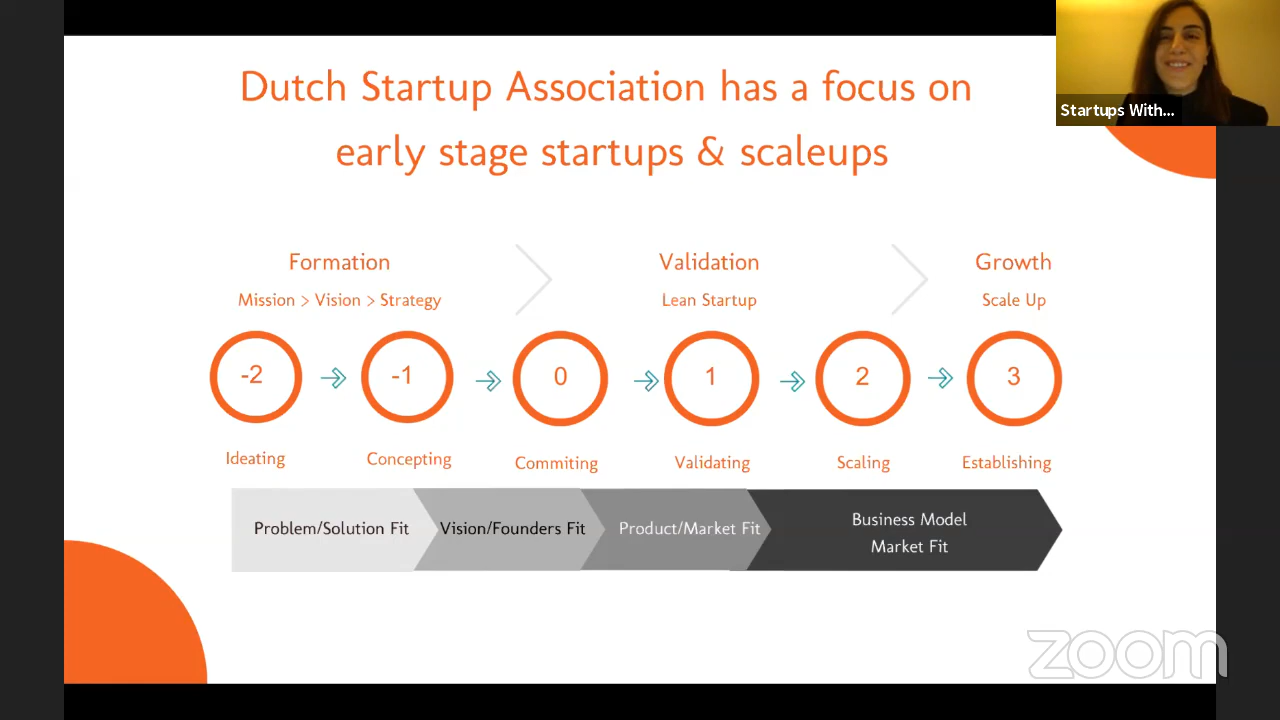 Dutch Startup Association has a focus on
early stage startups & scaleups
Startups With...
Formation
Validation
Growth
Mission > Vision > Strategy
Lean Startup
Scale Up
-2
-1
0
1
2
3
Ideating
Concepting
Commiting
Validating
Scaling
Establishing
Problem/Solution Fit
Vision/Founders Fit
Product/Market Fit
Business Model
Market Fit
zoom